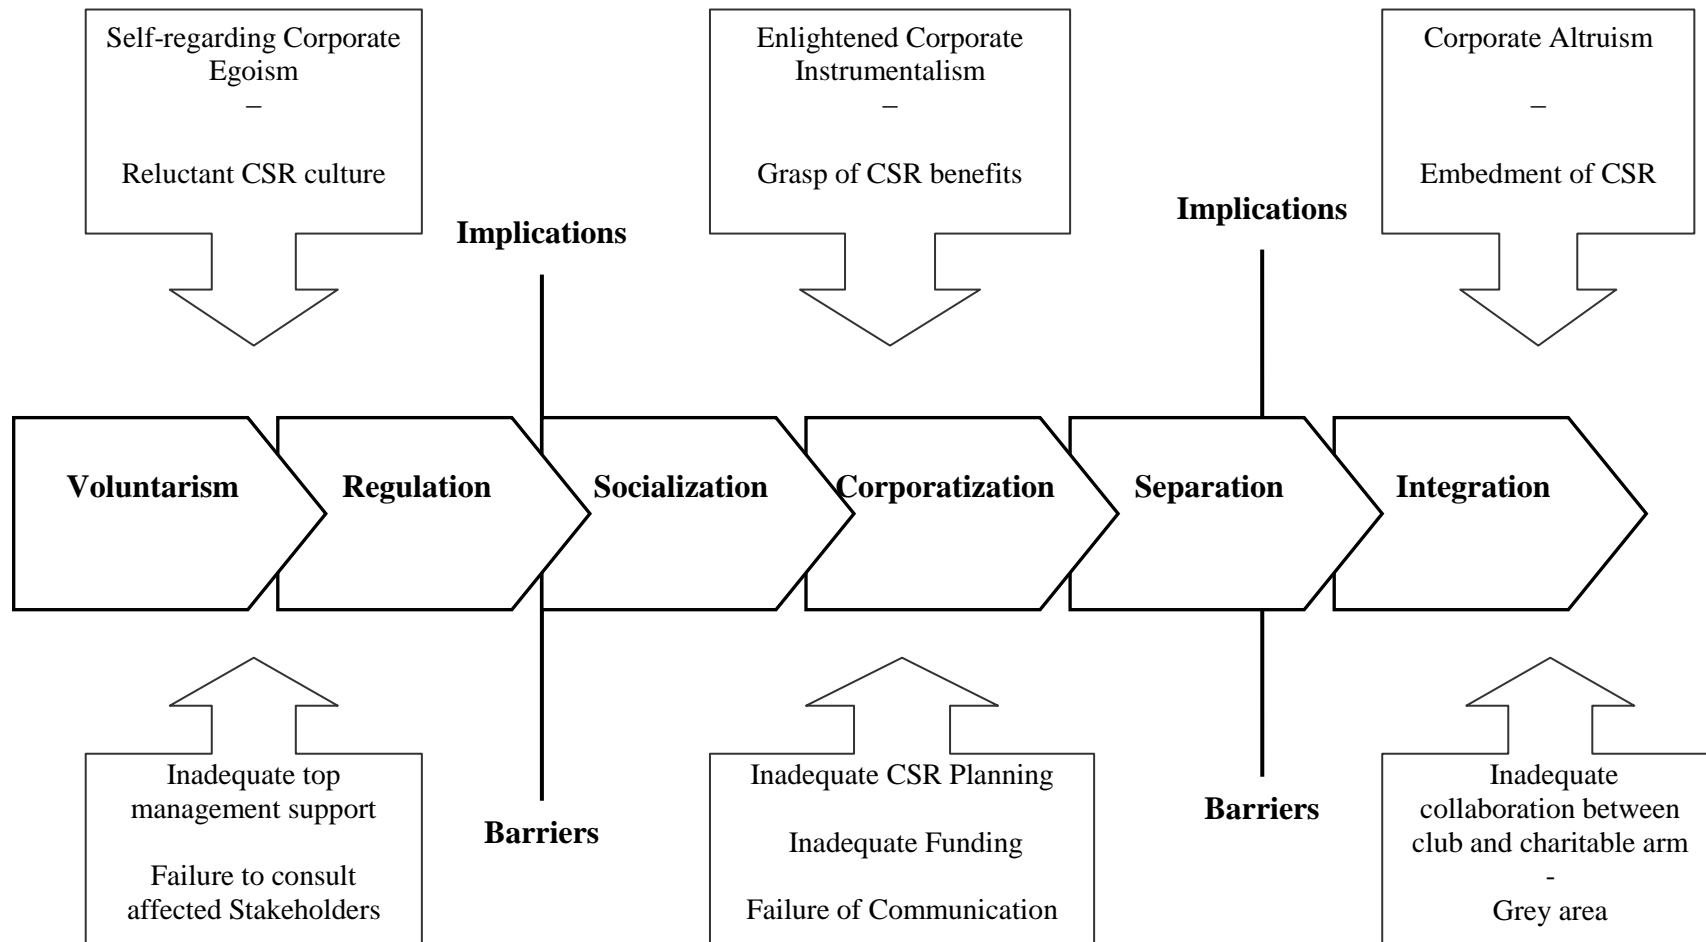 Self-regarding Corporate
Egoism
–
Reluctant CSR culture
Enlightened Corporate
Instrumentalism
–
Grasp of CSR benefits
Corporate Altruism
–
Embedment of CSR
Implications
Implications
Voluntarism
Regulation
Socialization
Corporatization
Separation
Integration
Inadequate top
management support
Failure to consult
affected Stakeholders
Barriers
Inadequate CSR Planning
Inadequate Funding
Failure of Communication
Barriers
Inadequate
collaboration between
club and charitable arm
-
Grey area